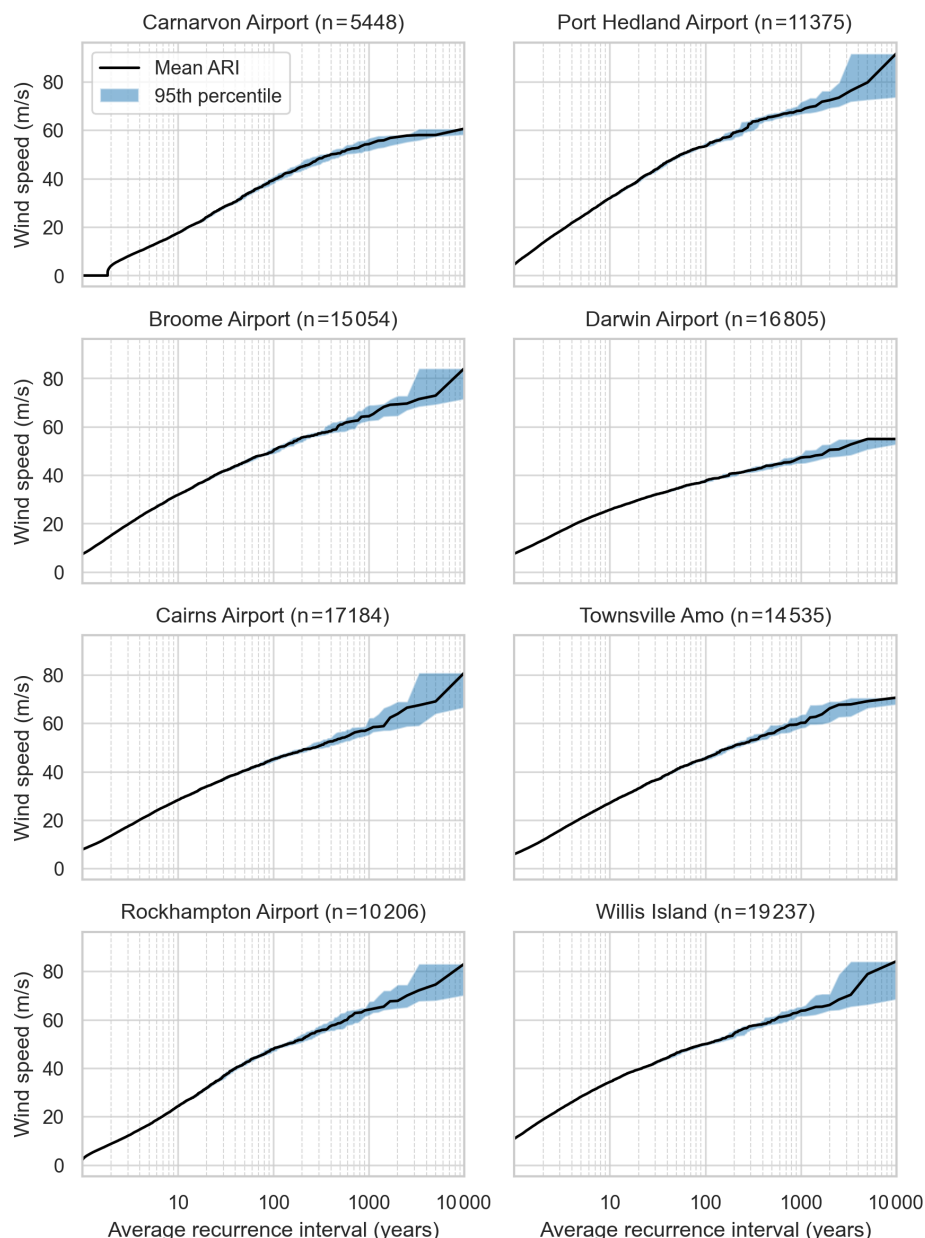 Carnarvon Airport (n=5448)
Port Hedland Airport (n=11375)
Mean ARI
95th percentile
80
60
40
20
0
Wind speed (m/s)
Broome Airport (n=15054)
Darwin Airport (n=16805)
80
60
40
20
0
Wind speed (m/s)
Cairns Airport (n=17184)
Townsville Amo (n=14535)
80
60
40
20
0
Wind speed (m/s)
Rockhampton Airport (n=10206)
Willis Island (n=19237)
80
60
40
20
0
Wind speed (m/s)
10 100 1000 10000
10 100 1000 10000
Average recurrence interval (years)
Average recurrence interval (years)